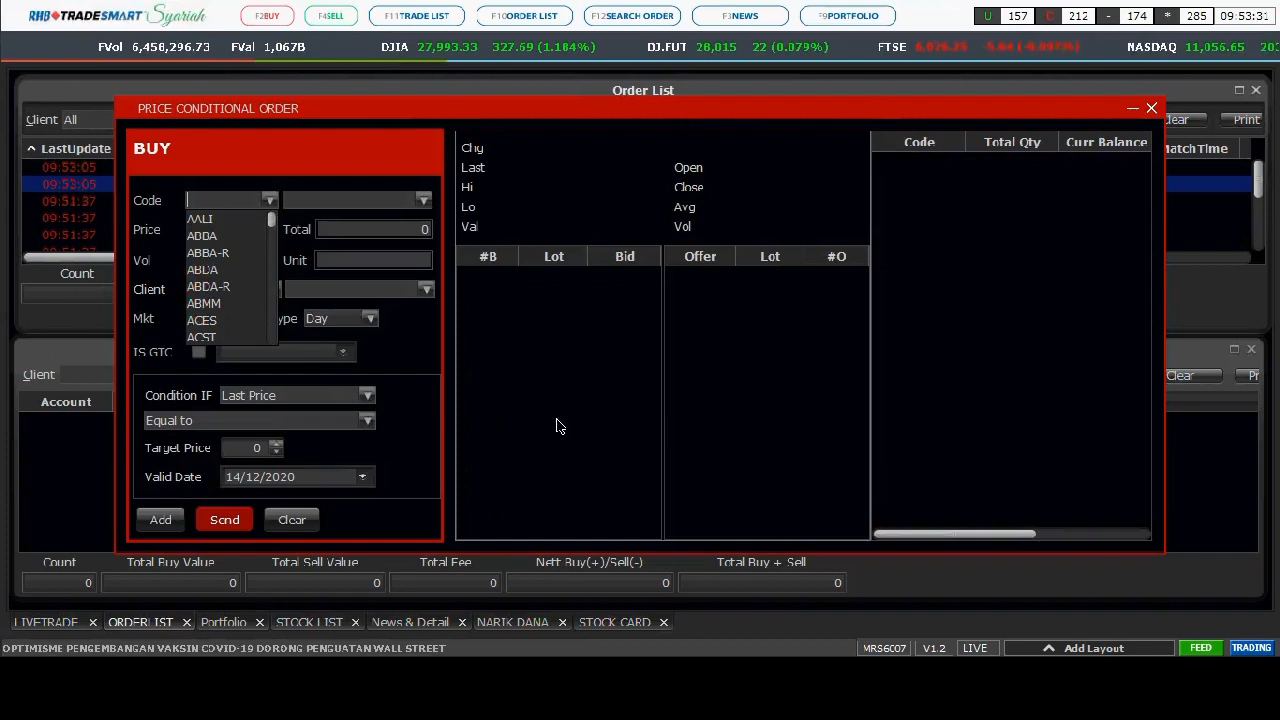 RHB TRADESMART Syariah F2BUY F4SELL F11TRADE LIST F10ORDER LIST F12SEARCH ORDER F3NEWS F9PORTFOLIO U 157 212 - 174 * 285 09:53:31
FVol 6,458,296.73 FVal 1,067B DJIA 27,993.33 327.69 (1.184%) DJ.FUT 28,015 22 (0.079%) FTSE NASDAQ 11,056.65
Order List
Client All Print
LastUpdate MatchTime
09:53:05
09:53:05
09:51:37
09:51:37
09:51:37
Count
PRICE CONDITIONAL ORDER
BUY
Code
AALI
ABBA
ABBA-R
ABDA
ABDA-R
ABMM
ACES
ACST
Price Total 0
Vol Unit
Client
Mkt Day
IS GTC
Condition IF Last Price
Equal to
Target Price 0
Valid Date 14/12/2020
Add Send Clear
Chg
Last Open
Hi Close
Lo Avg
Val Vol
#B Lot Bid Offer Lot #O
Code Total Qty Curr Balance
Client Clear
Account
Count Total Buy Value Total Sell Value Total Fee Nett Buy(+)/Sell(-) Total Buy + Sell
0 0 0 0 0 0
LIVETRADE ORDERLIST Portfolio STOCK LIST News & Detail NARIK DANA STOCK CARD
OPTIMISME PENGEMBANGAN VAKSIN COVID-19 DORONG PENGUATAN WALL STREET MRS6007 V1.2 LIVE Add Layout FEED TRADING